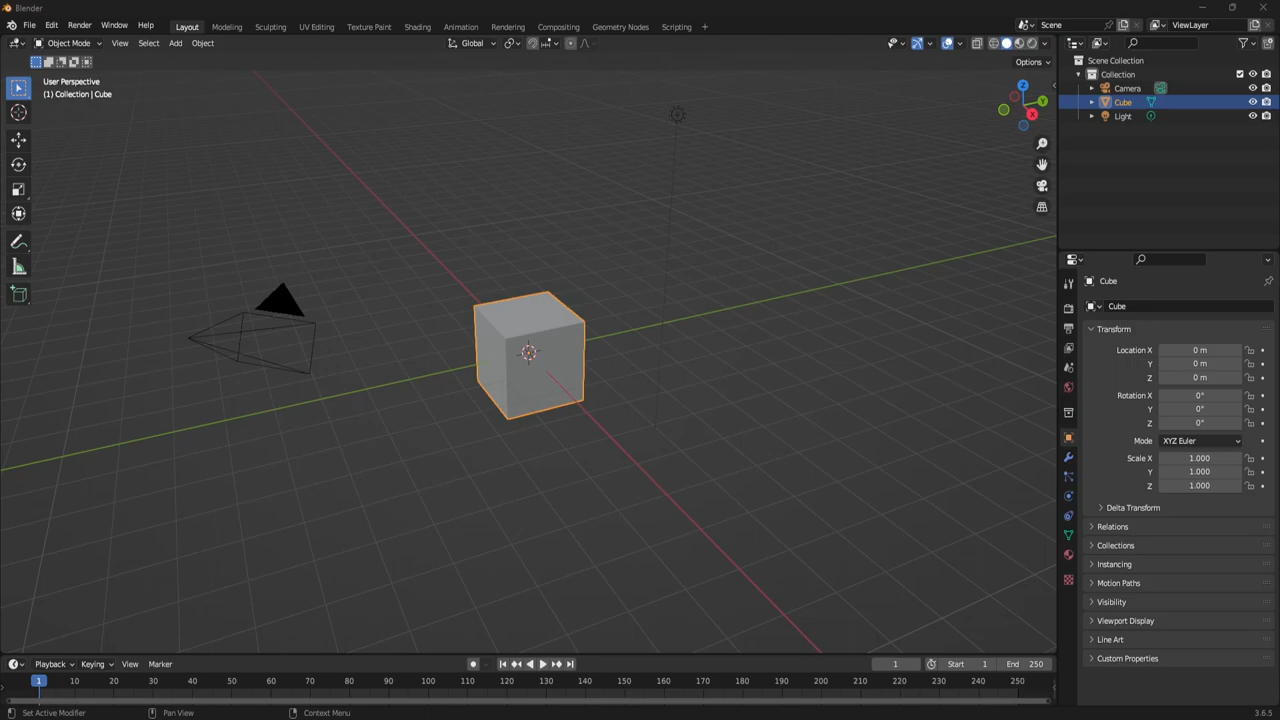 Blender
File Edit Render Window Help Layout Modeling Sculpting UV Editing Texture Paint Shading Animation Rendering Compositing Geometry Nodes Scripting + Scene ViewLayer
Object Mode View Select Add Object Global
Options
User Perspective
(1) Collection | Cube
Z
Y
X
Scene Collection
Collection
Camera
Cube
Light
Cube
Cube
Transform
Location X 0 m
Y 0 m
Z 0 m
Rotation X 0°
Y 0°
Z 0°
Mode XYZ Euler
Scale X 1.000
Y 1.000
Z 1.000
Delta Transform
Relations
Collections
Instancing
Motion Paths
Visibility
Viewport Display
Line Art
Custom Properties
Playback Keying View Marker 1 Start 1 End 250
1 10 20 30 40 50 60 70 80 90 100 110 120 130 140 150 160 170 180 190 200 210 220 230 240 250
Set Active Modifier Pan View Context Menu 3.6.5